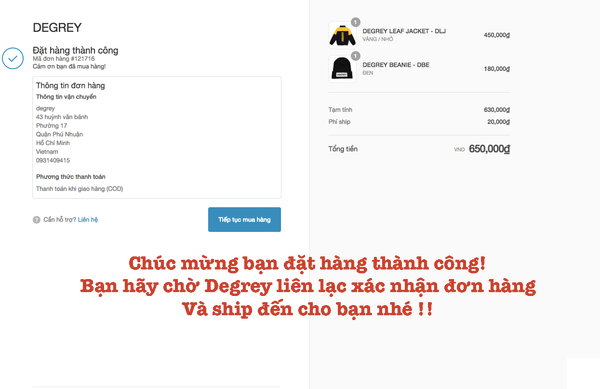 DEGREY
Đặt hàng thành công
Mã đơn hàng #121716
Cám ơn bạn đã mua hàng!
Thông tin đơn hàng
Thông tin vận chuyển
degrey
43 huỳnh văn bánh
Phường 17
Quận Phú Nhuận
Hồ Chí Minh
Vietnam
0931409415
Phương thức thanh toán
Thanh toán khi giao hàng (COD)
? Cần hỗ trợ? Liên hệ
Tiếp tục mua hàng
1
DEGREY LEAF JACKET - DLJ
450,000₫
VÀNG / NHỎ
1
DEGREY BEANIE - DBE
180,000₫
ĐEN
Tạm tính 630,000₫
Phí ship 20,000₫
Tổng tiền VND 650,000₫
Chúc mừng bạn đặt hàng thành công!
Bạn hãy chờ Degrey liên lạc xác nhận đơn hàng
Và ship đến cho bạn nhé !!